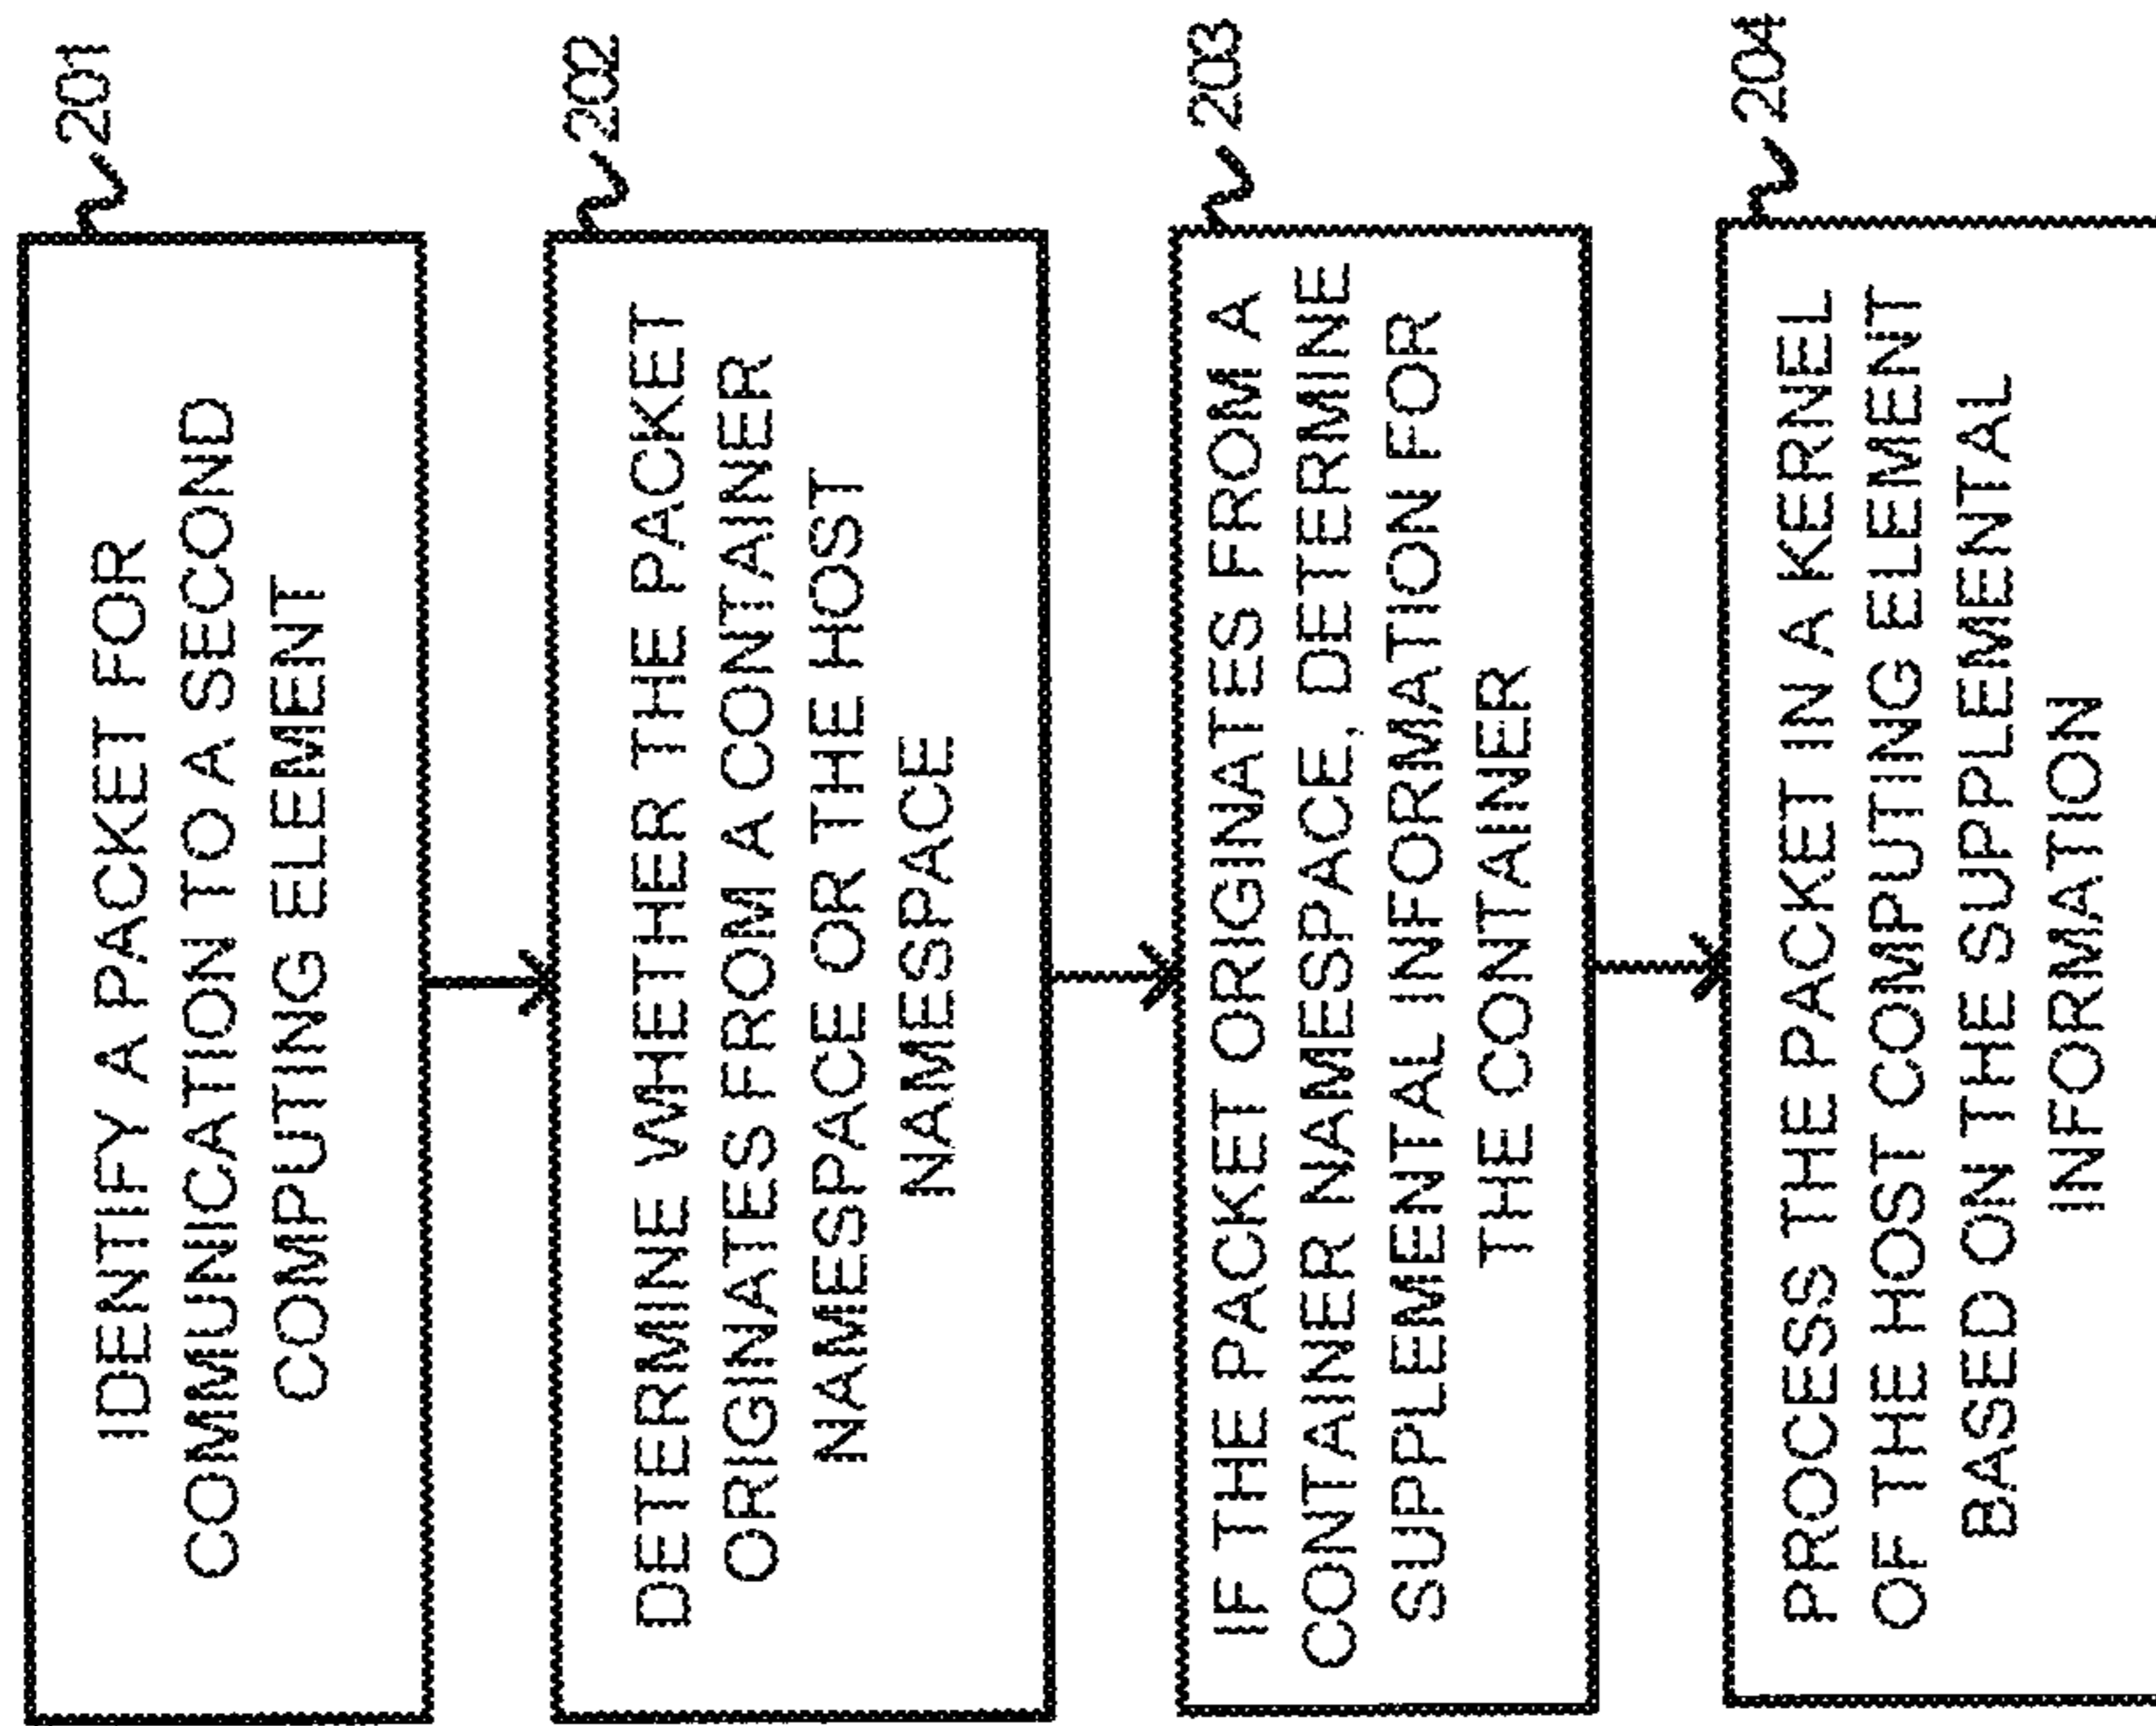 IDENTIFY A PACKET FOR
COMMUNICATION TO A SECOND
COMPUTING ELEMENT
201
DETERMINE WHETHER THE PACKET
ORIGINATES FROM A CONTAINER
NAMESPACE OR THE HOST
NAMESPACE
202
IF THE PACKET ORIGINATES FROM A
CONTAINER NAMESPACE, DETERMINE
SUPPLEMENTAL INFORMATION FOR
THE CONTAINER
203
PROCESS THE PACKET IN A KERNEL
OF THE HOST COMPUTING ELEMENT
BASED ON THE SUPPLEMENTAL
INFORMATION
204